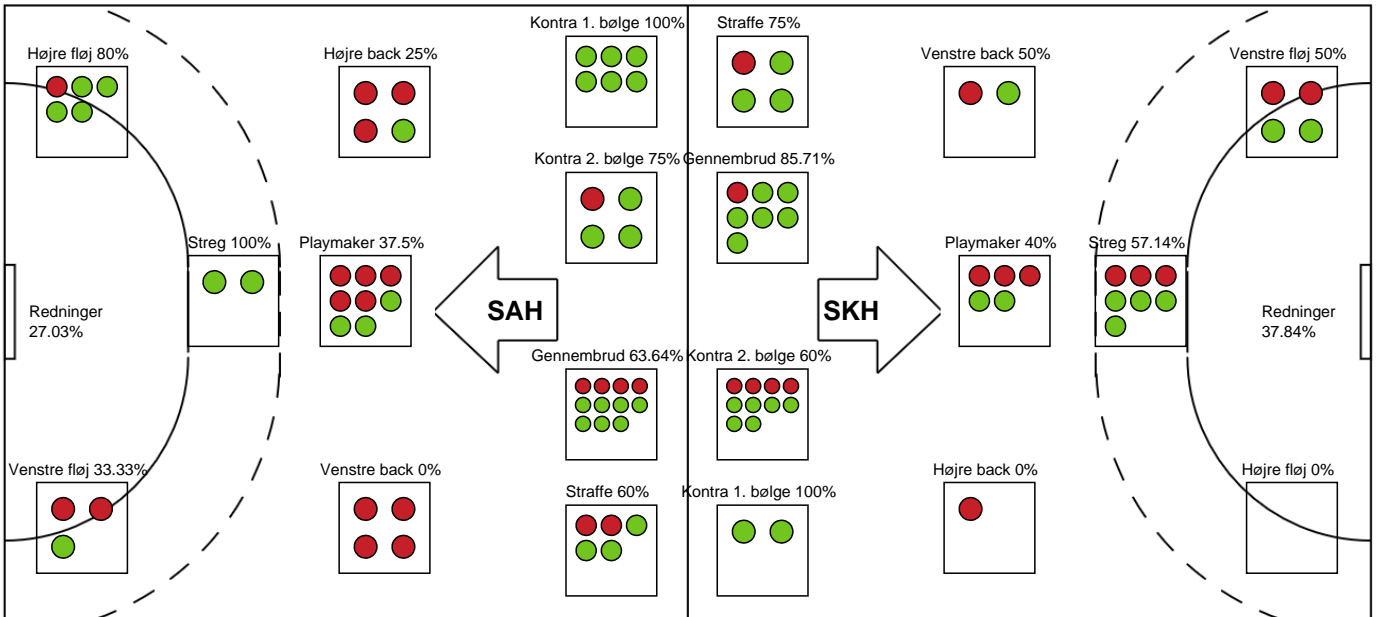 Kontra 1. bølge 100%
Straffe 75%
Højre fløj 80%
Højre back 25%
Venstre back 50%
Venstre fløj 50%
Kontra 2. bølge 75%
Gennembrud 85.71%
Streg 100%
Playmaker 37.5%
Playmaker 40%
Streg 57.14%
Redninger
27.03%
SAH
SKH
Redninger
37.84%
Gennembrud 63.64%
Kontra 2. bølge 60%
Venstre fløj 33.33%
Venstre back 0%
Højre back 0%
Højre fløj 0%
Straffe 60%
Kontra 1. bølge 100%